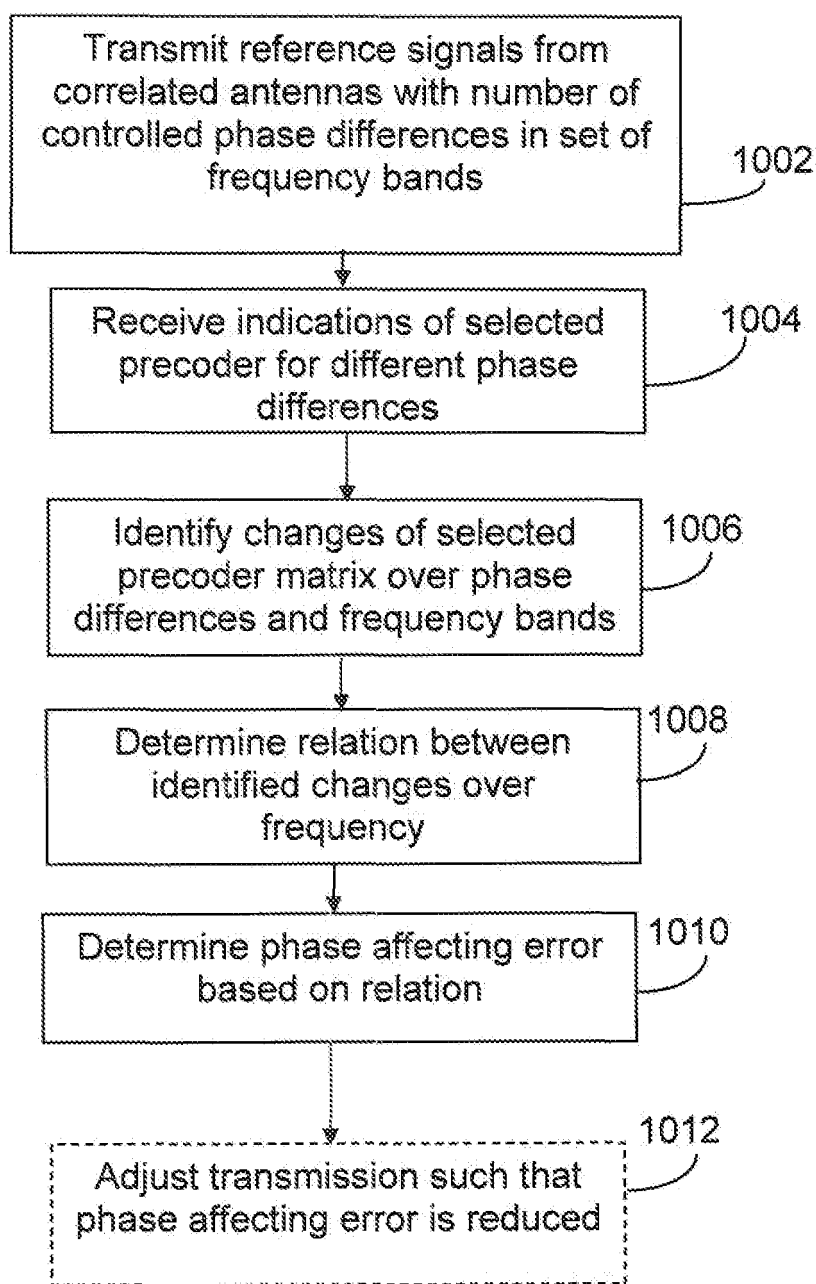 Transmit reference signals from
correlated antennas with number of
controlled phase differences in set of
frequency bands
1002
Receive indications of selected
precoder for different phase
differences
1004
Identify changes of selected
precoder matrix over phase
differences and frequency bands
1006
Determine relation between
identified changes over
frequency
1008
Determine phase affecting error
based on relation
1010
Adjust transmission such that
phase affecting error is reduced
1012